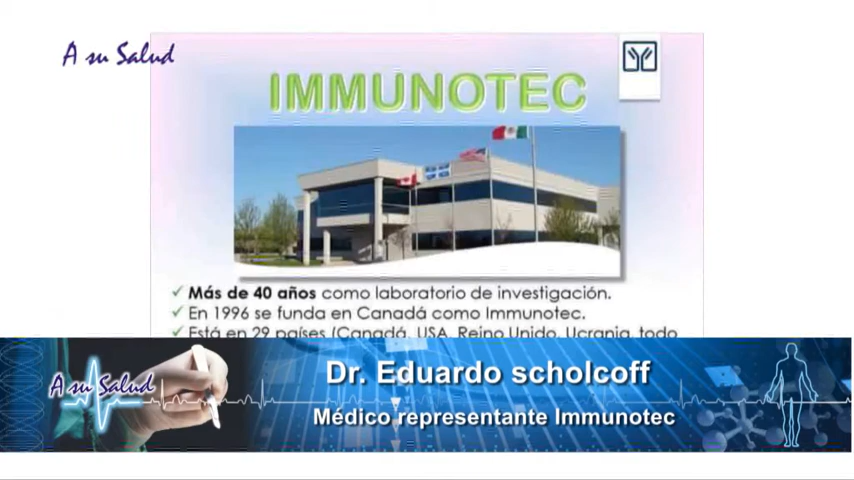 A su Salud
IMMUNOTEC
✓ Más de 40 años como laboratorio de investigación.
✓ En 1996 se funda en Canadá como Immunotec.
✓ Está en 29 países (Canadá, USA, Reino Unido, Ucrania, todo
A su Salud
Dr. Eduardo scholcoff
Médico representante Immunotec